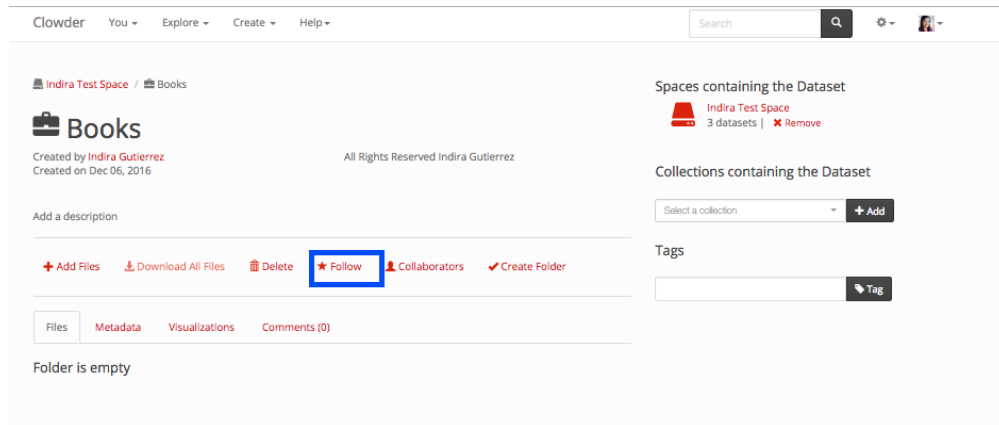 Clowder You Explore Create Help Search
Indira Test Space / Books
Books
Created by Indira Gutierrez
Created on Dec 06, 2016
All Rights Reserved Indira Gutierrez
Add a description
+ Add Files Download All Files Delete Follow Collaborators Create Folder
Files Metadata Visualizations Comments (0)
Folder is empty
Spaces containing the Dataset
Indira Test Space
3 datasets | Remove
Collections containing the Dataset
Select a collection + Add
Tags
Tag